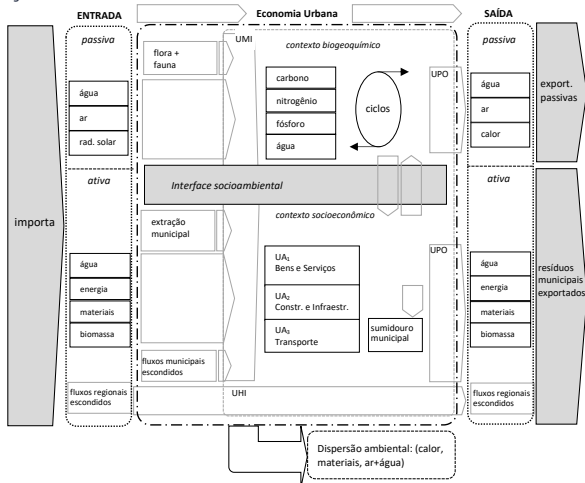 ENTRADA
Economia Urbana
SAÍDA
passiva
UMI
contexto biogeoquímico
passiva
flora +
fauna
UPO
água
ar
rad. solar
carbono
nitrogênio
fósforo
água
ciclos
água
ar
calor
export.
passivas
importa
ativa
Interface socioambiental
ativa
extração
municipal
contexto socioeconômico
água
energia
materiais
biomassa
UA₁
Bens e Serviços
UA₂
Constr. e Infraestr.
UA₃
Transporte
UPO
sumidouro
municipal
água
energia
materiais
biomassa
resíduos
municipais
exportados
fluxos municipais
escondidos
fluxos regionais
escondidos
UHI
fluxos regionais
escondidos
Dispersão ambiental: (calor,
materiais, ar+água)